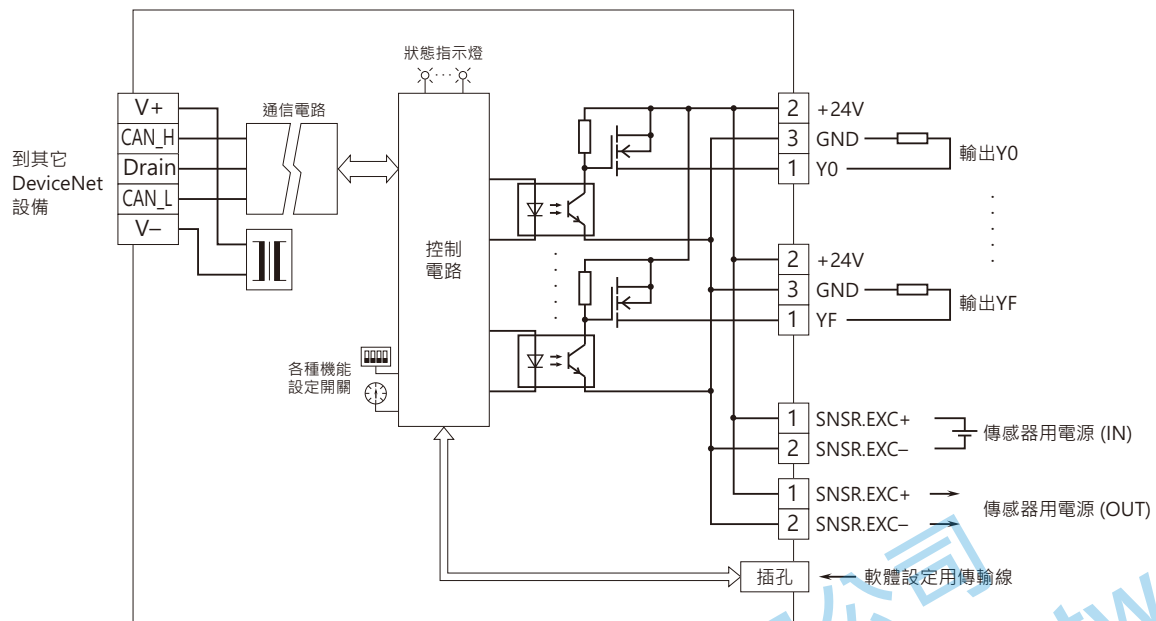 狀態指示燈
到其它
DeviceNet
設備
V+
CAN_H
Drain
CAN_L
V−
通信電路
控制
電路
各種機能
設定開關
2 +24V
3 GND
1 Y0
輸出Y0
2 +24V
3 GND
1 YF
輸出YF
1 SNSR.EXC+
2 SNSR.EXC−
傳感器用電源 (IN)
1 SNSR.EXC+
2 SNSR.EXC−
傳感器用電源 (OUT)
插孔
軟體設定用傳輸線
公司
tw